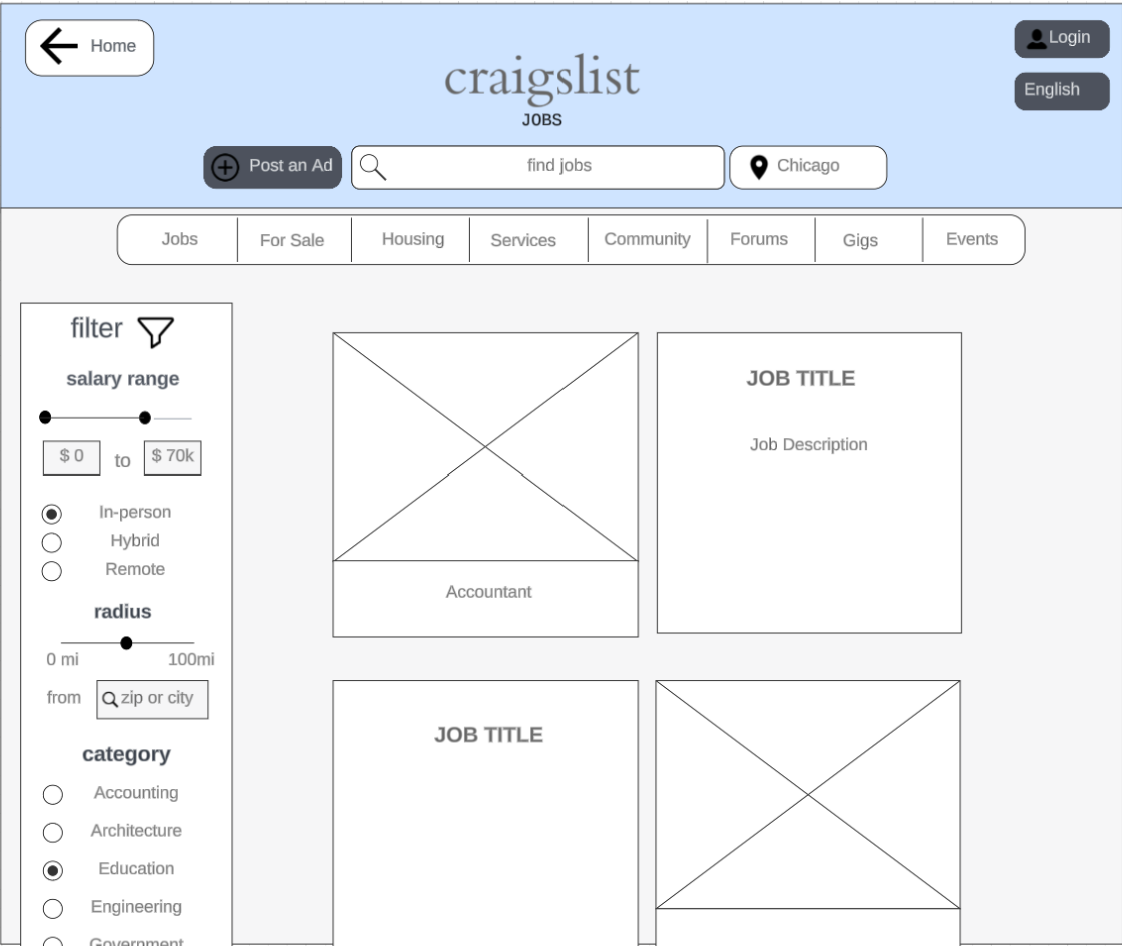 Home
craigslist
JOBS
Login
English
Post an Ad
find jobs
Chicago
Jobs
For Sale
Housing
Services
Community
Forums
Gigs
Events
filter
salary range
$ 0 to $ 70k
In-person
Hybrid
Remote
radius
0 mi 100mi
from zip or city
category
Accounting
Architecture
Education
Engineering
Government
Accountant
JOB TITLE
Job Description
JOB TITLE